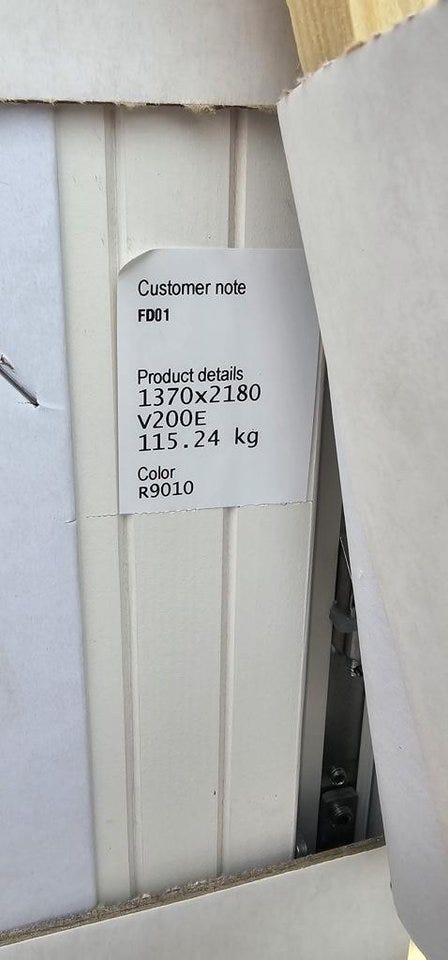 Customer note
FD01
Product details
1370x2180
V200E
115.24 kg
Color
R9010